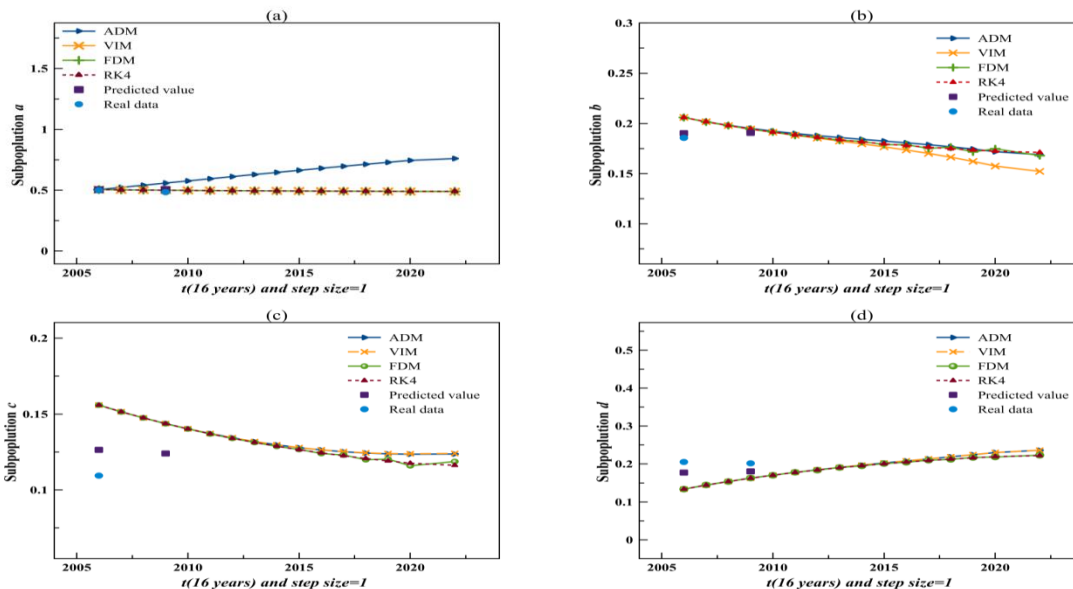 (a)
ADM
VIM
FDM
RK4
Predicted value
Real data
Subpoplution a
1.5
1
0.5
0
2005 2010 2015 2020
t(16 years) and step size=1
(b)
ADM
VIM
FDM
RK4
Predicted value
Real data
Subpoplution b
0.3
0.25
0.2
0.15
0.1
2005 2010 2015 2020
t(16 years) and step size=1
(c)
ADM
VIM
FDM
RK4
Predicted value
Real data
Subpoplution c
0.2
0.15
0.1
2005 2010 2015 2020
t(16 years) and step size=1
(d)
ADM
VIM
FDM
RK4
Predicted value
Real data
Subpoplution d
0.5
0.4
0.3
0.2
0.1
0
2005 2010 2015 2020
t(16 years) and step size=1